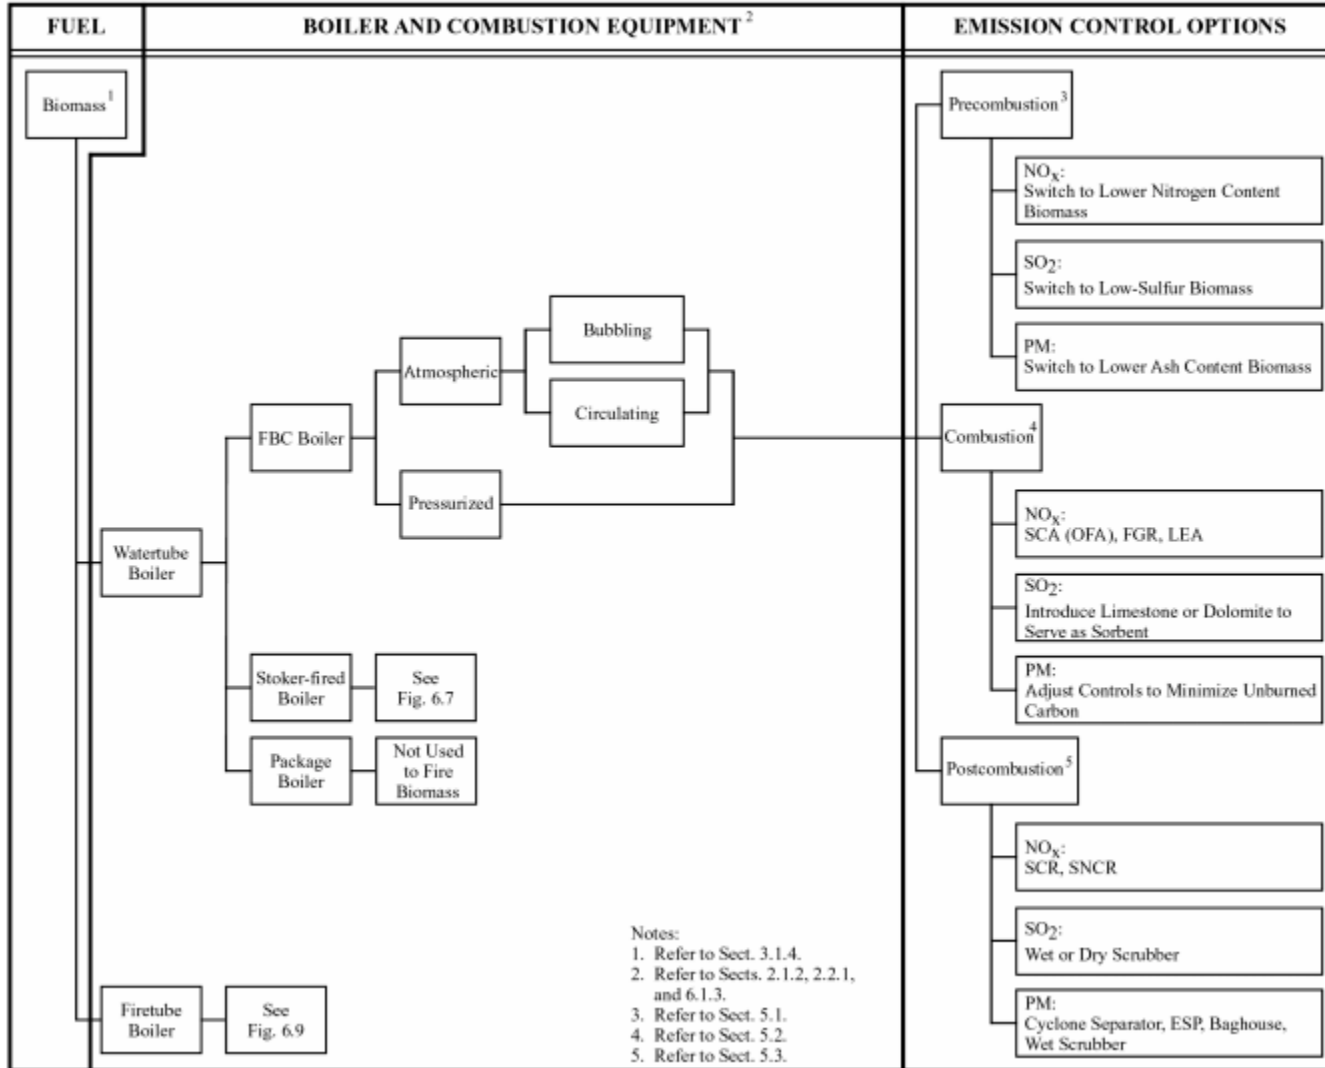 FUEL
BOILER AND COMBUSTION EQUIPMENT 2
EMISSION CONTROL OPTIONS
Biomass 1
Watertube
Boiler
FBC Boiler
Atmospheric
Bubbling
Circulating
Pressurized
Stoker-fired
Boiler
See
Fig. 6.7
Package
Boiler
Not Used
to Fire
Biomass
Firetube
Boiler
See
Fig. 6.9
Notes:
1. Refer to Sect. 3.1.4.
2. Refer to Sects. 2.1.2, 2.2.1,
and 6.1.3.
3. Refer to Sect. 5.1.
4. Refer to Sect. 5.2.
5. Refer to Sect. 5.3.
Precombustion 3
NOx:
Switch to Lower Nitrogen Content
Biomass
SO2:
Switch to Low-Sulfur Biomass
PM:
Switch to Lower Ash Content Biomass
Combustion 4
NOx:
SCA (OFA), FGR, LEA
SO2:
Introduce Limestone or Dolomite to
Serve as Sorbent
PM:
Adjust Controls to Minimize Unburned
Carbon
Postcombustion 5
NOx:
SCR, SNCR
SO2:
Wet or Dry Scrubber
PM:
Cyclone Separator, ESP, Baghouse,
Wet Scrubber